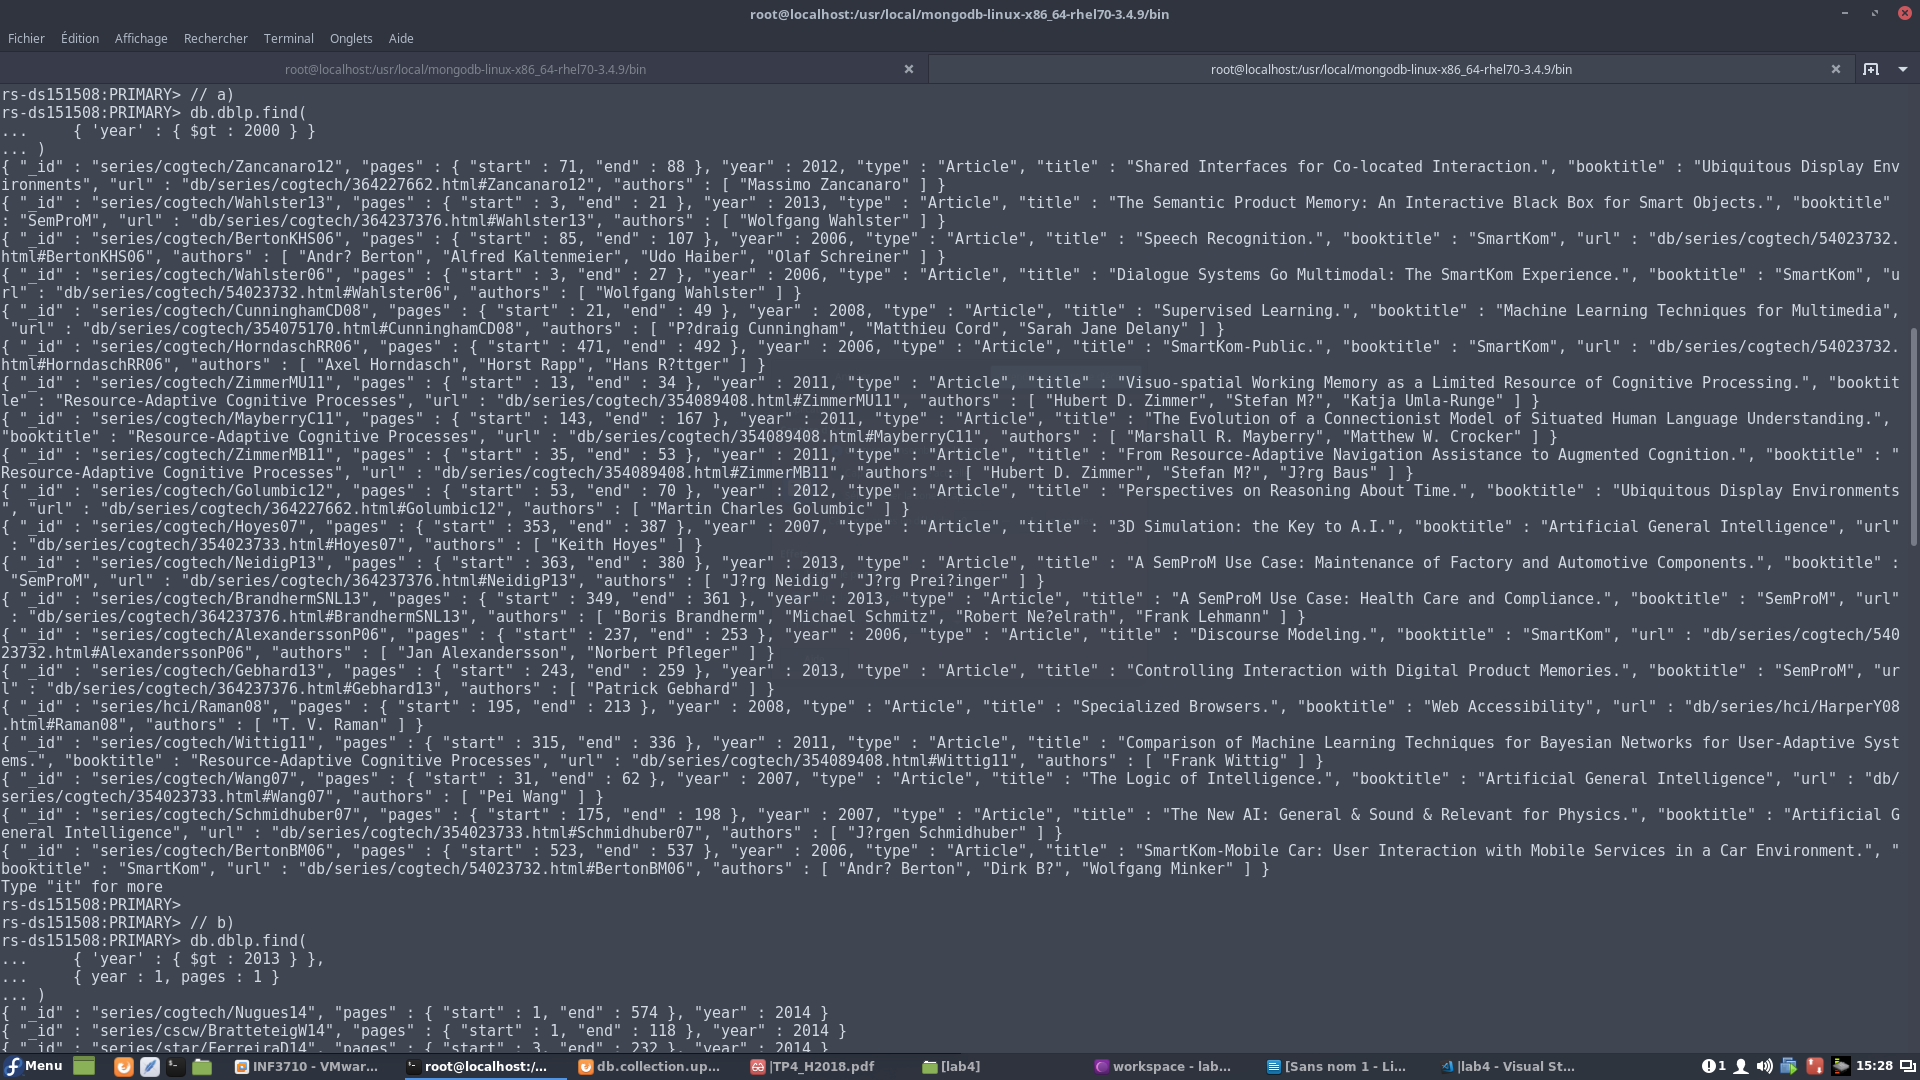 root@localhost:/usr/local/mongodb-linux-x86_64-rhel70-3.4.9/bin
Fichier Édition Affichage Rechercher Terminal Onglets Aide
root@localhost:/usr/local/mongodb-linux-x86_64-rhel70-3.4.9/bin root@localhost:/usr/local/mongodb-linux-x86_64-rhel70-3.4.9/bin
rs-ds151508:PRIMARY> // a)
rs-ds151508:PRIMARY> db.dblp.find(
...     { 'year' : { $gt : 2000 } }
... )
{ "_id" : "series/cogtech/Zancanaro12", "pages" : { "start" : 71, "end" : 88 }, "year" : 2012, "type" : "Article", "title" : "Shared Interfaces for Co-located Interaction.", "booktitle" : "Ubiquitous Display Env
ironments", "url" : "db/series/cogtech/364227662.html#Zancanaro12", "authors" : [ "Massimo Zancanaro" ] }
{ "_id" : "series/cogtech/Wahlster13", "pages" : { "start" : 3, "end" : 21 }, "year" : 2013, "type" : "Article", "title" : "The Semantic Product Memory: An Interactive Black Box for Smart Objects.", "booktitle"
: "SemProM", "url" : "db/series/cogtech/364237376.html#Wahlster13", "authors" : [ "Wolfgang Wahlster" ] }
{ "_id" : "series/cogtech/BertonKHS06", "pages" : { "start" : 85, "end" : 107 }, "year" : 2006, "type" : "Article", "title" : "Speech Recognition.", "booktitle" : "SmartKom", "url" : "db/series/cogtech/54023732.
html#BertonKHS06", "authors" : [ "Andr? Berton", "Alfred Kaltenmeier", "Udo Haiber", "Olaf Schreiner" ] }
{ "_id" : "series/cogtech/Wahlster06", "pages" : { "start" : 3, "end" : 27 }, "year" : 2006, "type" : "Article", "title" : "Dialogue Systems Go Multimodal: The SmartKom Experience.", "booktitle" : "SmartKom", "u
rl" : "db/series/cogtech/54023732.html#Wahlster06", "authors" : [ "Wolfgang Wahlster" ] }
{ "_id" : "series/cogtech/CunninghamCD08", "pages" : { "start" : 21, "end" : 49 }, "year" : 2008, "type" : "Article", "title" : "Supervised Learning.", "booktitle" : "Machine Learning Techniques for Multimedia",
 "url" : "db/series/cogtech/354075170.html#CunninghamCD08", "authors" : [ "P?draig Cunningham", "Matthieu Cord", "Sarah Jane Delany" ] }
{ "_id" : "series/cogtech/HorndaschRR06", "pages" : { "start" : 471, "end" : 492 }, "year" : 2006, "type" : "Article", "title" : "SmartKom-Public.", "booktitle" : "SmartKom", "url" : "db/series/cogtech/54023732.
html#HorndaschRR06", "authors" : [ "Axel Horndasch", "Horst Rapp", "Hans R?ttger" ] }
{ "_id" : "series/cogtech/ZimmerMU11", "pages" : { "start" : 13, "end" : 34 }, "year" : 2011, "type" : "Article", "title" : "Visuo-spatial Working Memory as a Limited Resource of Cognitive Processing.", "booktit
le" : "Resource-Adaptive Cognitive Processes", "url" : "db/series/cogtech/354089408.html#ZimmerMU11", "authors" : [ "Hubert D. Zimmer", "Stefan M?", "Katja Umla-Runge" ] }
{ "_id" : "series/cogtech/MayberryC11", "pages" : { "start" : 143, "end" : 167 }, "year" : 2011, "type" : "Article", "title" : "The Evolution of a Connectionist Model of Situated Human Language Understanding.",
"booktitle" : "Resource-Adaptive Cognitive Processes", "url" : "db/series/cogtech/354089408.html#MayberryC11", "authors" : [ "Marshall R. Mayberry", "Matthew W. Crocker" ] }
{ "_id" : "series/cogtech/ZimmerMB11", "pages" : { "start" : 35, "end" : 53 }, "year" : 2011, "type" : "Article", "title" : "From Resource-Adaptive Navigation Assistance to Augmented Cognition.", "booktitle" : "
Resource-Adaptive Cognitive Processes", "url" : "db/series/cogtech/354089408.html#ZimmerMB11", "authors" : [ "Hubert D. Zimmer", "Stefan M?", "J?rg Baus" ] }
{ "_id" : "series/cogtech/Golumbic12", "pages" : { "start" : 53, "end" : 70 }, "year" : 2012, "type" : "Article", "title" : "Perspectives on Reasoning About Time.", "booktitle" : "Ubiquitous Display Environments
", "url" : "db/series/cogtech/364227662.html#Golumbic12", "authors" : [ "Martin Charles Golumbic" ] }
{ "_id" : "series/cogtech/Hoyes07", "pages" : { "start" : 353, "end" : 387 }, "year" : 2007, "type" : "Article", "title" : "3D Simulation: the Key to A.I.", "booktitle" : "Artificial General Intelligence", "url"
 : "db/series/cogtech/354023733.html#Hoyes07", "authors" : [ "Keith Hoyes" ] }
{ "_id" : "series/cogtech/NeidigP13", "pages" : { "start" : 363, "end" : 380 }, "year" : 2013, "type" : "Article", "title" : "A SemProM Use Case: Maintenance of Factory and Automotive Components.", "booktitle" :
 "SemProM", "url" : "db/series/cogtech/364237376.html#NeidigP13", "authors" : [ "J?rg Neidig", "J?rg Prei?inger" ] }
{ "_id" : "series/cogtech/BrandhermSNL13", "pages" : { "start" : 349, "end" : 361 }, "year" : 2013, "type" : "Article", "title" : "A SemProM Use Case: Health Care and Compliance.", "booktitle" : "SemProM", "url"
 : "db/series/cogtech/364237376.html#BrandhermSNL13", "authors" : [ "Boris Brandherm", "Michael Schmitz", "Robert Ne?elrath", "Frank Lehmann" ] }
{ "_id" : "series/cogtech/AlexanderssonP06", "pages" : { "start" : 237, "end" : 253 }, "year" : 2006, "type" : "Article", "title" : "Discourse Modeling.", "booktitle" : "SmartKom", "url" : "db/series/cogtech/540
23732.html#AlexanderssonP06", "authors" : [ "Jan Alexandersson", "Norbert Pfleger" ] }
{ "_id" : "series/cogtech/Gebhard13", "pages" : { "start" : 243, "end" : 259 }, "year" : 2013, "type" : "Article", "title" : "Controlling Interaction with Digital Product Memories.", "booktitle" : "SemProM", "ur
l" : "db/series/cogtech/364237376.html#Gebhard13", "authors" : [ "Patrick Gebhard" ] }
{ "_id" : "series/hci/Raman08", "pages" : { "start" : 195, "end" : 213 }, "year" : 2008, "type" : "Article", "title" : "Specialized Browsers.", "booktitle" : "Web Accessibility", "url" : "db/series/hci/HarperY08
.html#Raman08", "authors" : [ "T. V. Raman" ] }
{ "_id" : "series/cogtech/Wittig11", "pages" : { "start" : 315, "end" : 336 }, "year" : 2011, "type" : "Article", "title" : "Comparison of Machine Learning Techniques for Bayesian Networks for User-Adaptive Syst
ems.", "booktitle" : "Resource-Adaptive Cognitive Processes", "url" : "db/series/cogtech/354089408.html#Wittig11", "authors" : [ "Frank Wittig" ] }
{ "_id" : "series/cogtech/Wang07", "pages" : { "start" : 31, "end" : 62 }, "year" : 2007, "type" : "Article", "title" : "The Logic of Intelligence.", "booktitle" : "Artificial General Intelligence", "url" : "db/
series/cogtech/354023733.html#Wang07", "authors" : [ "Pei Wang" ] }
{ "_id" : "series/cogtech/Schmidhuber07", "pages" : { "start" : 175, "end" : 198 }, "year" : 2007, "type" : "Article", "title" : "The New AI: General & Sound & Relevant for Physics.", "booktitle" : "Artificial G
eneral Intelligence", "url" : "db/series/cogtech/354023733.html#Schmidhuber07", "authors" : [ "J?rgen Schmidhuber" ] }
{ "_id" : "series/cogtech/BertonBM06", "pages" : { "start" : 523, "end" : 537 }, "year" : 2006, "type" : "Article", "title" : "SmartKom-Mobile Car: User Interaction with Mobile Services in a Car Environment.", "
booktitle" : "SmartKom", "url" : "db/series/cogtech/54023732.html#BertonBM06", "authors" : [ "Andr? Berton", "Dirk B?", "Wolfgang Minker" ] }
Type "it" for more
rs-ds151508:PRIMARY>
rs-ds151508:PRIMARY> // b)
rs-ds151508:PRIMARY> db.dblp.find(
...     { 'year' : { $gt : 2013 } },
...     { year : 1, pages : 1 }
... )
{ "_id" : "series/cogtech/Nugues14", "pages" : { "start" : 1, "end" : 574 }, "year" : 2014 }
{ "_id" : "series/cscw/BratteteigW14", "pages" : { "start" : 1, "end" : 118 }, "year" : 2014 }
{ "_id" : "series/star/FerreiraD14", "pages" : { "start" : 3, "end" : 232 }, "year" : 2014 }
Menu INF3710 - VMwar... root@localhost:/... db.collection.up... |TP4_H2018.pdf [lab4] workspace - lab... [Sans nom 1 - Li... |lab4 - Visual St... 1 15:28